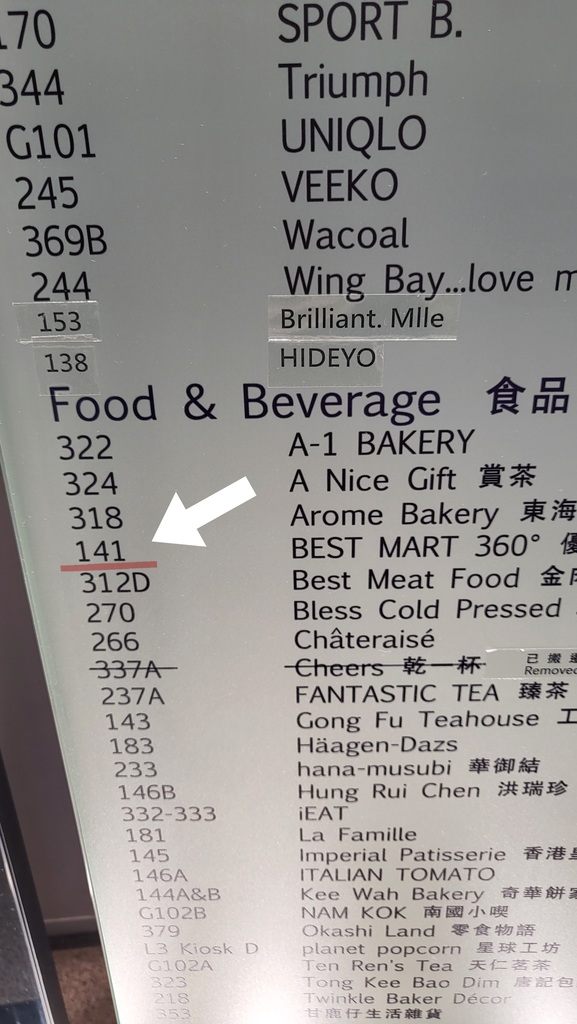 170 SPORT B.
344 Triumph
G101 UNIQLO
245 VEEKO
369B Wacoal
244 Wing Bay...love m
153 Brilliant. Mlle
138 HIDEYO
Food & Beverage 食品
322 A-1 BAKERY
324 A Nice Gift 賞茶
318 Arome Bakery 東海
141 BEST MART 360° 優
312D Best Meat Food 金
270 Bless Cold Pressed
266 Châteraisé
337A Cheers 乾一杯 已搬 Removed
237A FANTASTIC TEA 臻茶
143 Gong Fu Teahouse
183 Häagen-Dazs
233 hana-musubi 華御結
146B Hung Rui Chen 洪瑞珍
332-333 iEAT
181 La Famille
145 Imperial Patisserie 香港
146A ITALIAN TOMATO
144A&B Kee Wah Bakery 奇華餅
G102B NAM KOK 南國小喫
379 Okashi Land 零食物語
L3 Kiosk D planet popcorn 星球工坊
G102A Ten Ren's Tea 天仁茗茶
323 Tong Kee Bao Dim 唐記包
218 Twinkle Baker Décor
353 甘鹿仔生活雜貨